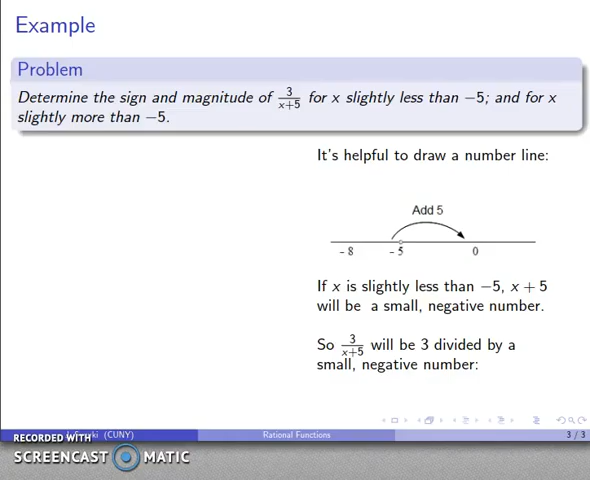 Example
Problem
Determine the sign and magnitude of 3/(x+5) for x slightly less than −5; and for x
slightly more than −5.
It's helpful to draw a number line:
Add 5
- 8 - 5 0
If x is slightly less than −5, x + 5
will be a small, negative number.
So 3/(x+5) will be 3 divided by a
small, negative number:
(CUNY) Rational Functions 3 / 3
RECORDED WITH
SCREENCAST MATIC